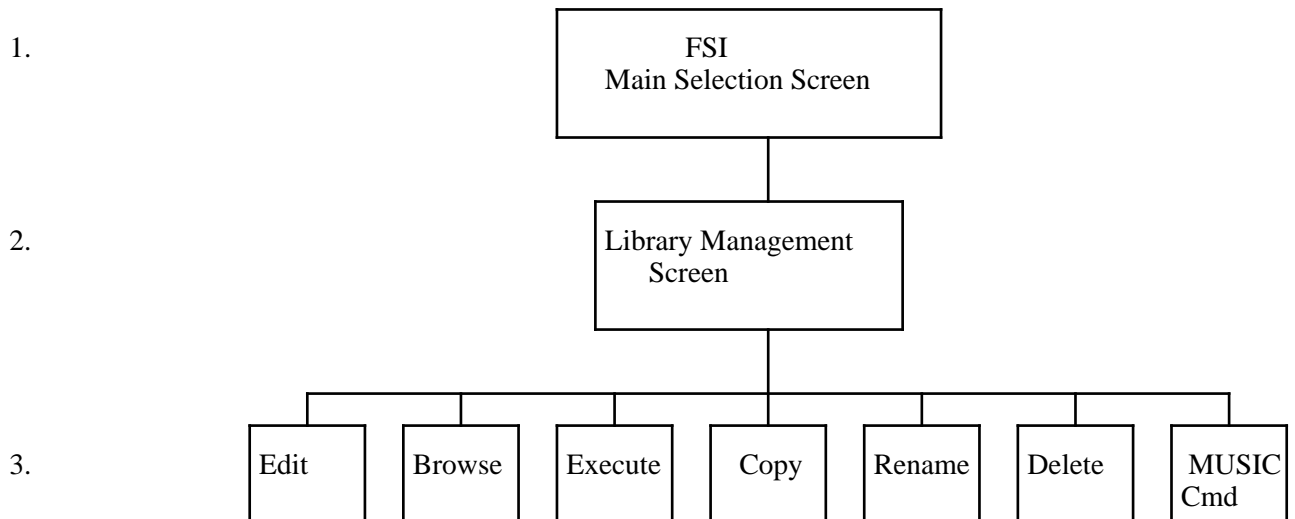 1.
FSI
Main Selection Screen
2.
Library Management
Screen
3.
Edit
Browse
Execute
Copy
Rename
Delete
MUSIC
Cmd